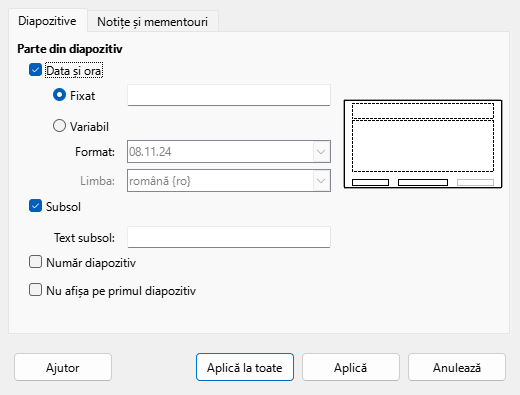 Diapozitive
Notițe și mementouri
Parte din diapozitiv
Data și ora
Fixat
Variabil
Format: 08.11.24
Limba: română {ro}
Subsol
Text subsol:
Număr diapozitiv
Nu afișa pe primul diapozitiv
Ajutor
Aplică la toate
Aplică
Anulează